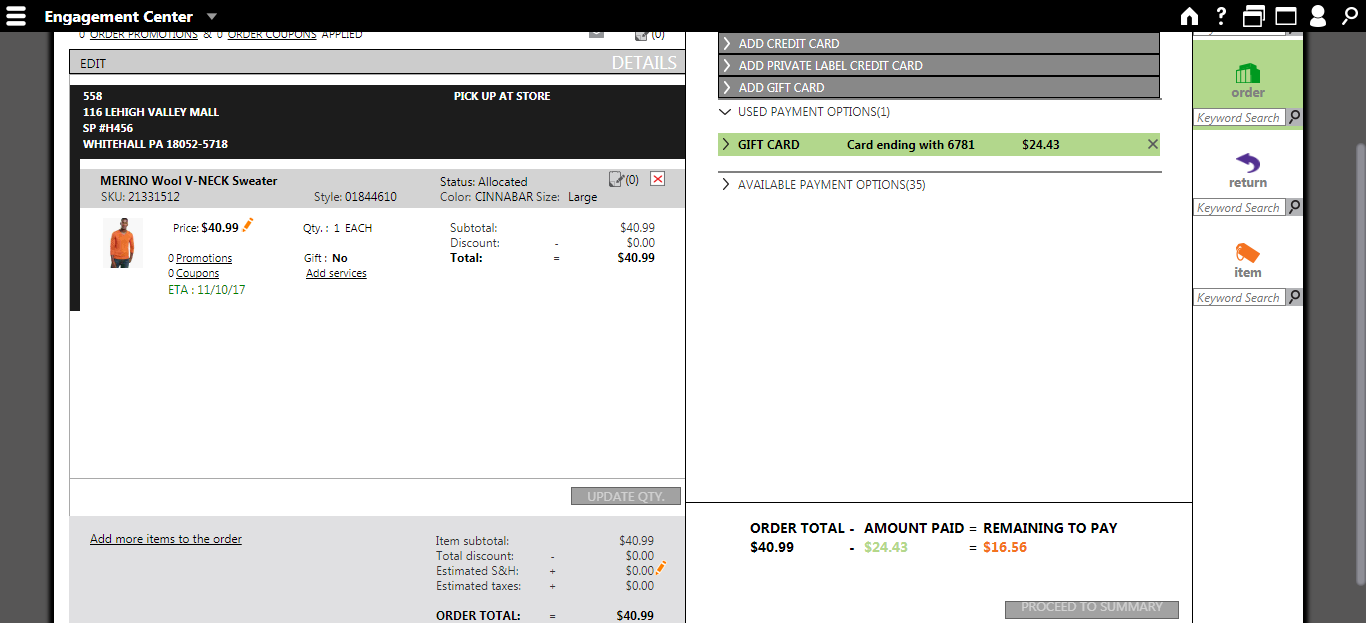 Engagement Center
0 ORDER PROMOTIONS & 0 ORDER COUPONS APPLIED
(0)
EDIT
DETAILS
558
PICK UP AT STORE
116 LEHIGH VALLEY MALL
SP #H456
WHITEHALL PA 18052-5718
MERINO Wool V-NECK Sweater
Status: Allocated
(0)
SKU: 21331512
Style: 01844610
Color: CINNABAR Size: Large
Price: $40.99
Qty. : 1 EACH
Subtotal: $40.99
Discount: - $0.00
0 Promotions
Gift : No
Total: = $40.99
0 Coupons
Add services
ETA : 11/10/17
UPDATE QTY.
Add more items to the order
Item subtotal: $40.99
Total discount: - $0.00
Estimated S&H: + $0.00
Estimated taxes: + $0.00
ORDER TOTAL: = $40.99
ADD CREDIT CARD
ADD PRIVATE LABEL CREDIT CARD
ADD GIFT CARD
USED PAYMENT OPTIONS(1)
GIFT CARD Card ending with 6781 $24.43
AVAILABLE PAYMENT OPTIONS(35)
ORDER TOTAL - AMOUNT PAID = REMAINING TO PAY
$40.99 - $24.43 = $16.56
PROCEED TO SUMMARY
order
Keyword Search
return
Keyword Search
item
Keyword Search